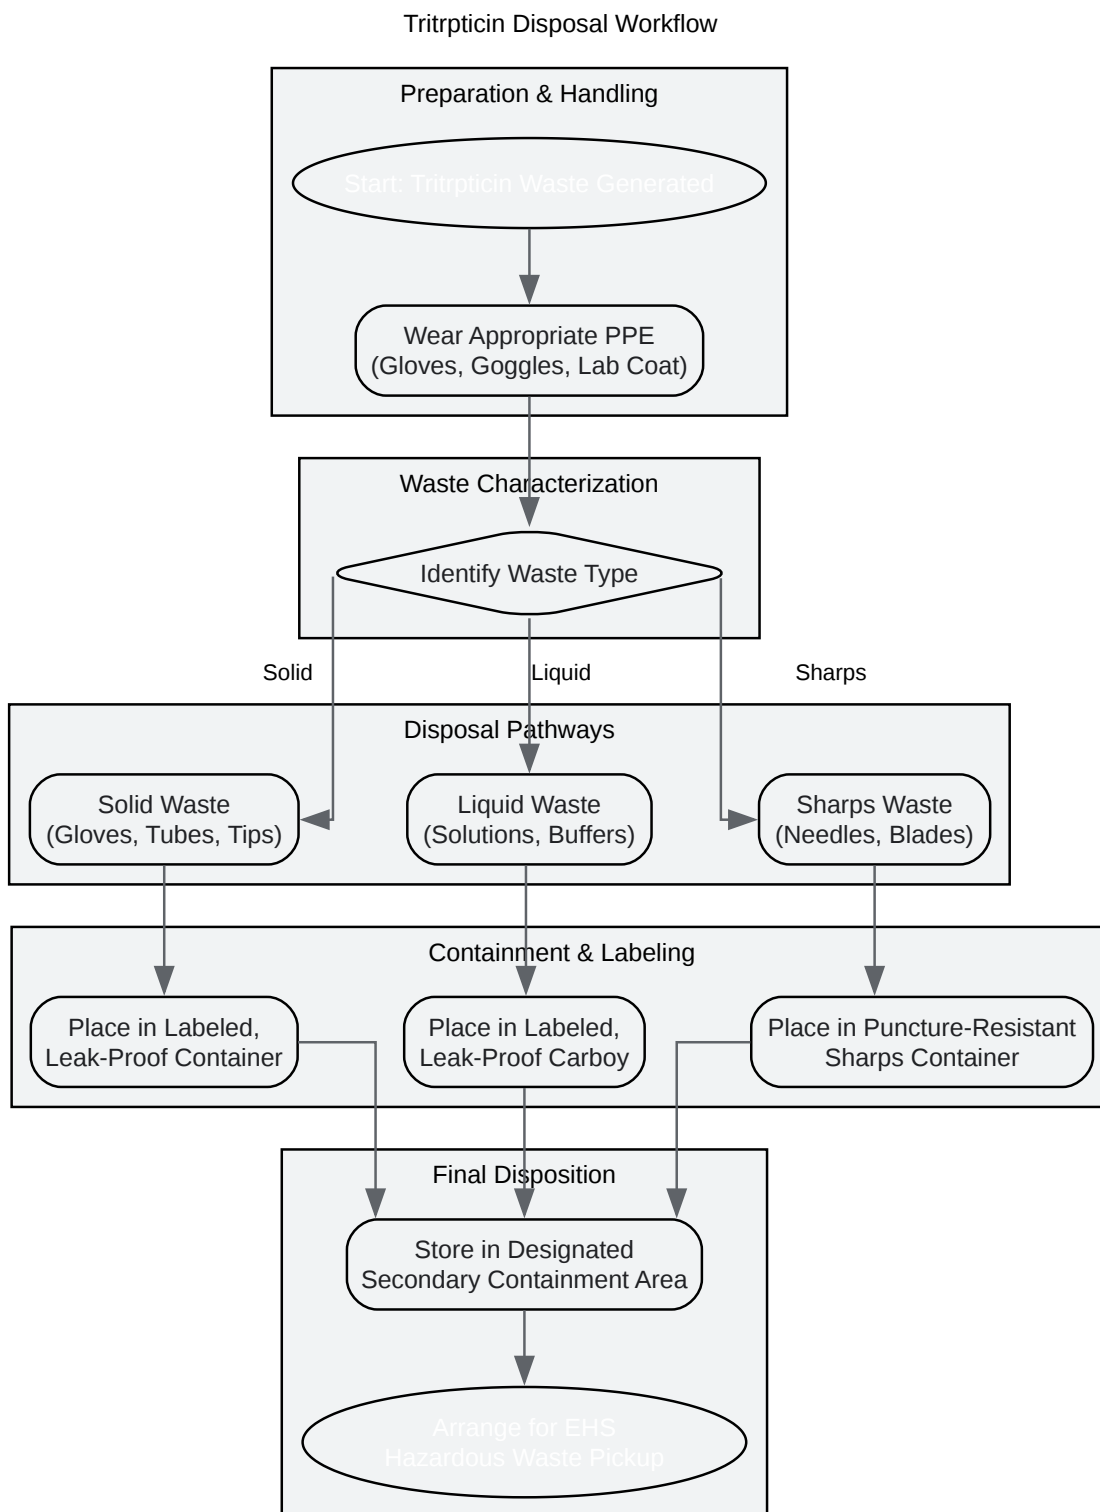 Tritrpticin Disposal Workflow
Preparation & Handling
Start: Tritrpticin Waste Generated
Wear Appropriate PPE
(Gloves, Goggles, Lab Coat)
Waste Characterization
Identify Waste Type
Solid
Liquid
Sharps
Disposal Pathways
Solid Waste
(Gloves, Tubes, Tips)
Liquid Waste
(Solutions, Buffers)
Sharps Waste
(Needles, Blades)
Containment & Labeling
Place in Labeled,
Leak-Proof Container
Place in Labeled,
Leak-Proof Carboy
Place in Puncture-Resistant
Sharps Container
Final Disposition
Store in Designated
Secondary Containment Area
Arrange for EHS
Hazardous Waste Pickup